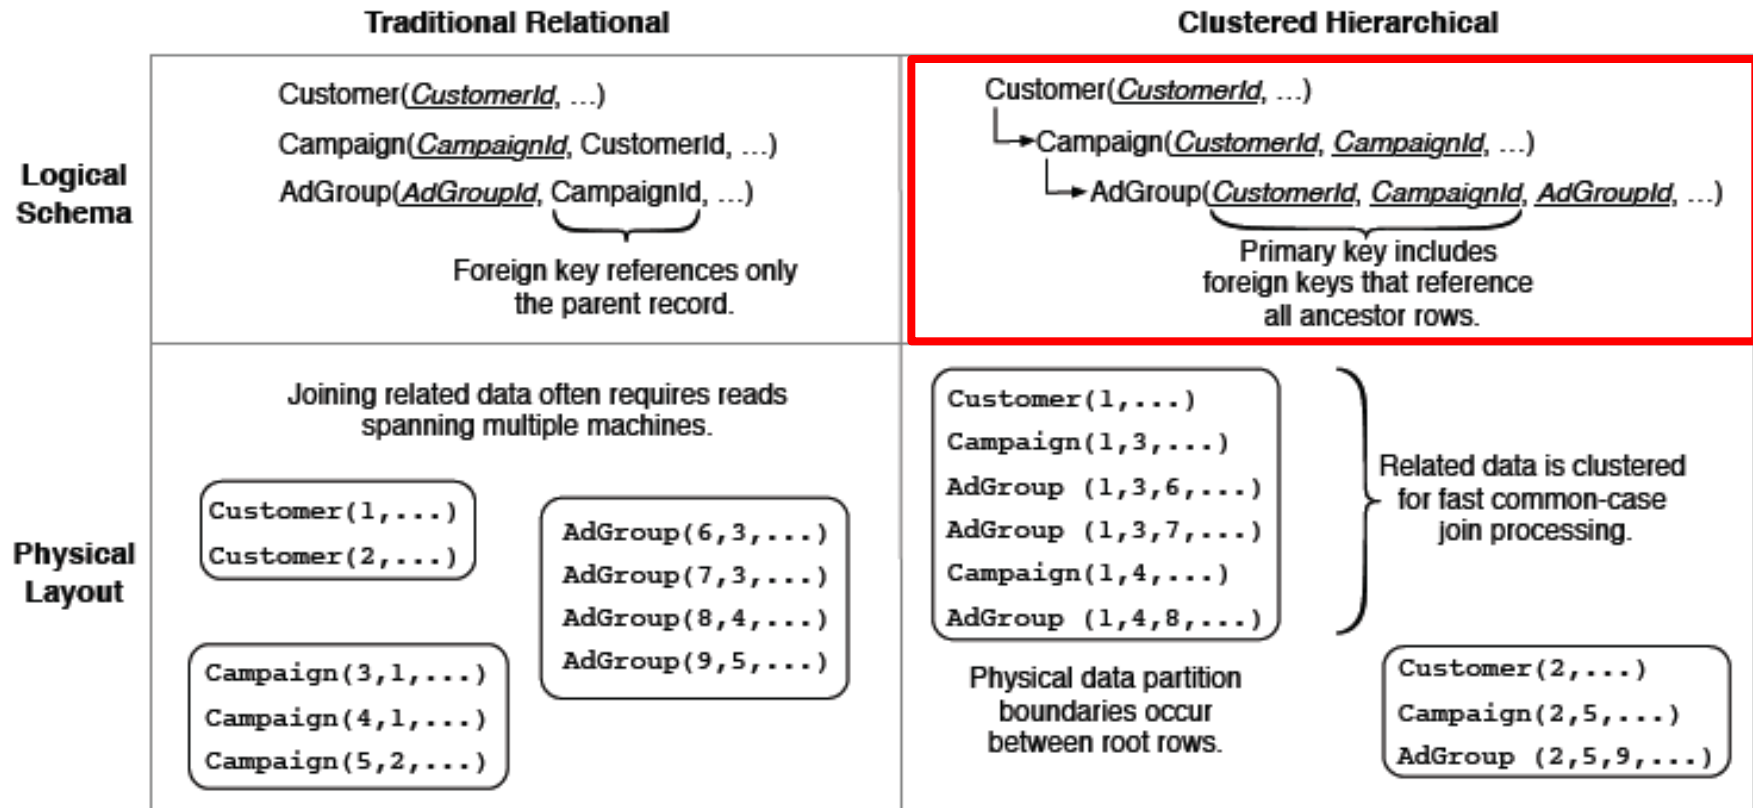 Traditional Relational
Clustered Hierarchical
Logical
Schema
Customer(CustomerId, ...)
Campaign(CampaignId, CustomerId, ...)
AdGroup(AdGroupId, CampaignId, ...)
Foreign key references only
the parent record.
Customer(CustomerId, ...)
Campaign(CustomerId, CampaignId, ...)
AdGroup(CustomerId, CampaignId, AdGroupId, ...)
Primary key includes
foreign keys that reference
all ancestor rows.
Physical
Layout
Joining related data often requires reads
spanning multiple machines.
Customer(1,...)
Customer(2,...)
AdGroup(6,3,...)
AdGroup(7,3,...)
AdGroup(8,4,...)
AdGroup(9,5,...)
Campaign(3,1,...)
Campaign(4,1,...)
Campaign(5,2,...)
Customer(1,...)
Campaign(1,3,...)
AdGroup (1,3,6,...)
AdGroup (1,3,7,...)
Campaign(1,4,...)
AdGroup (1,4,8,...)
Related data is clustered
for fast common-case
join processing.
Physical data partition
boundaries occur
between root rows.
Customer(2,...)
Campaign(2,5,...)
AdGroup (2,5,9,...)